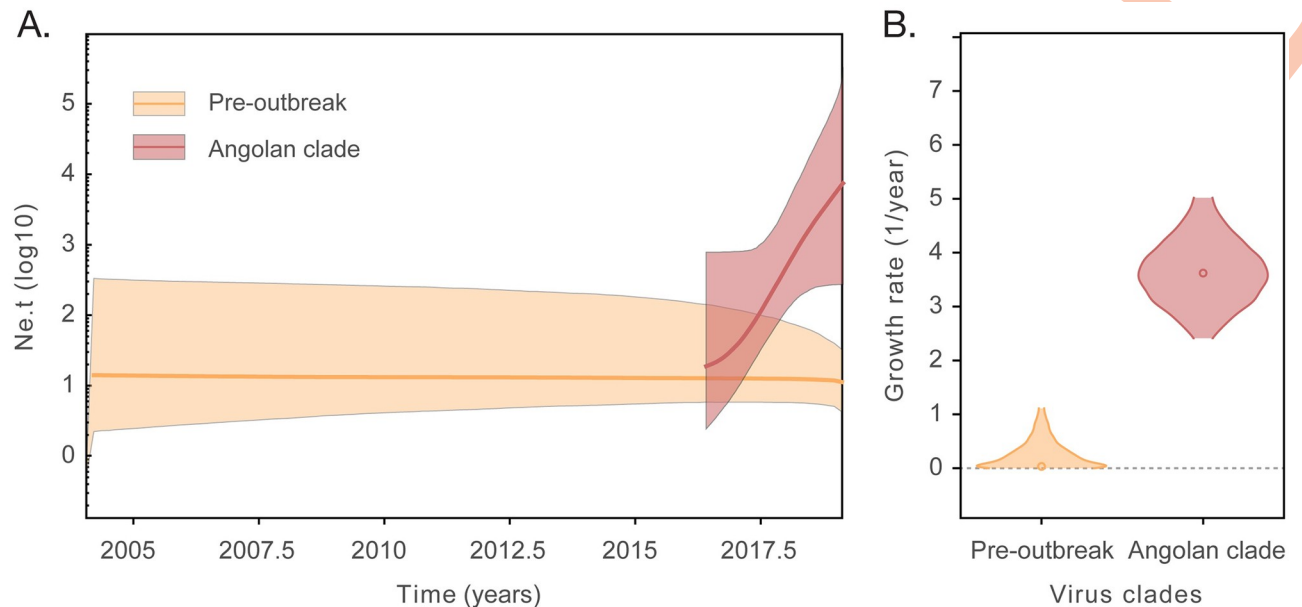 A.
Pre-outbreak
Angolan clade
5
4
3
2
1
0
Ne.t (log10)
2005 2007.5 2010 2012.5 2015 2017.5
Time (years)
B.
7
6
5
4
3
2
1
0
Growth rate (1/year)
Pre-outbreak Angolan clade
Virus clades